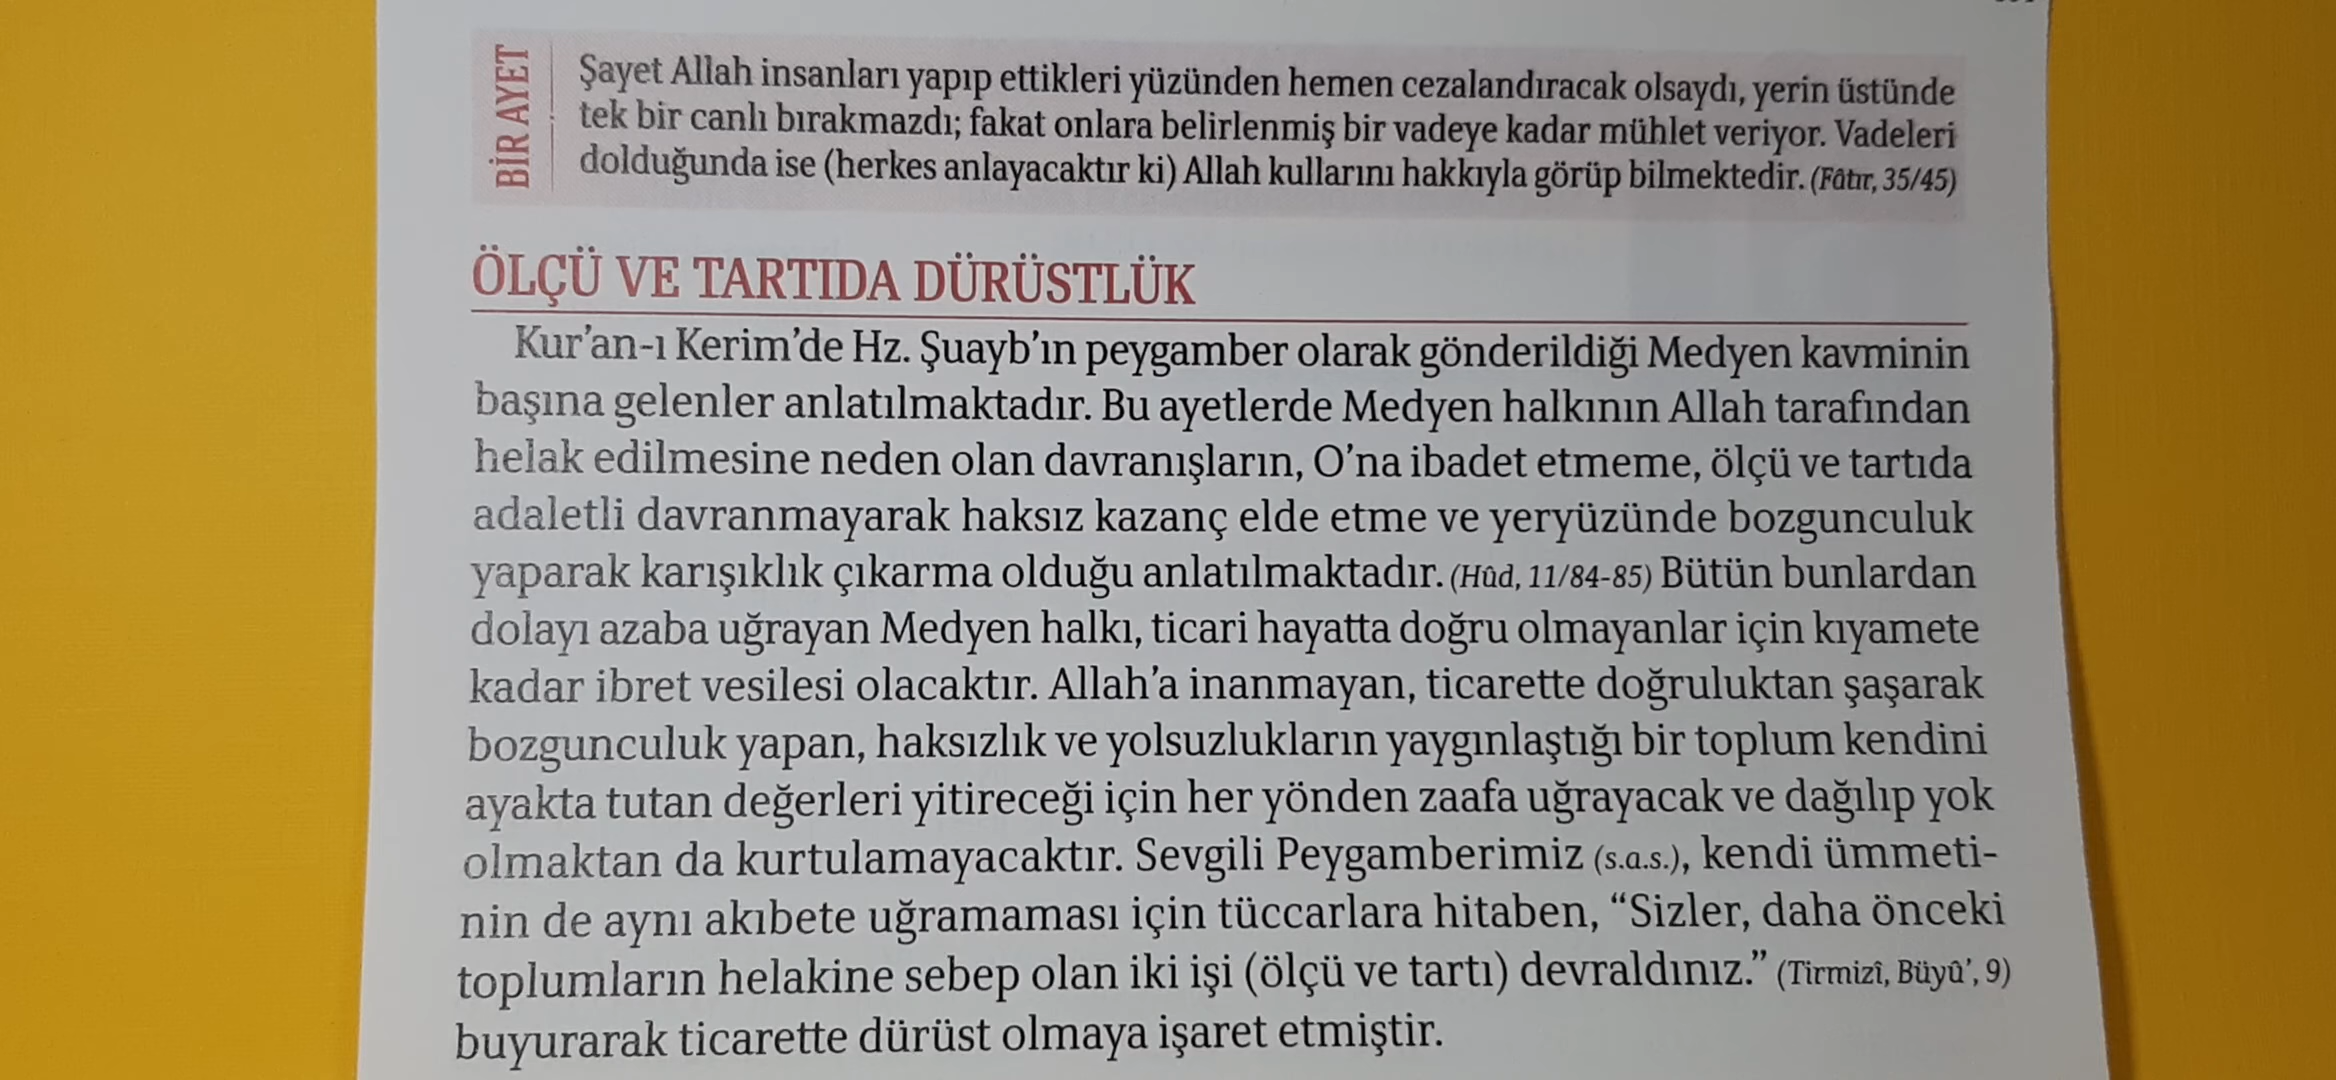 BİR AYET
Şayet Allah insanları yapıp ettikleri yüzünden hemen cezalandıracak olsaydı, yerin üstünde
tek bir canlı bırakmazdı; fakat onlara belirlenmiş bir vadeye kadar mühlet veriyor. Vadeleri
dolduğunda ise (herkes anlayacaktır ki) Allah kullarını hakkıyla görüp bilmektedir. (Fâtır, 35/45)
ÖLÇÜ VE TARTIDA DÜRÜSTLÜK
Kur’an-ı Kerim’de Hz. Şuayb’ın peygamber olarak gönderildiği Medyen kavminin
başına gelenler anlatılmaktadır. Bu ayetlerde Medyen halkının Allah tarafından
helak edilmesine neden olan davranışların, O’na ibadet etmeme, ölçü ve tartıda
adaletli davranmayarak haksız kazanç elde etme ve yeryüzünde bozgunculuk
yaparak karışıklık çıkarma olduğu anlatılmaktadır. (Hûd, 11/84-85) Bütün bunlardan
dolayı azaba uğrayan Medyen halkı, ticari hayatta doğru olmayanlar için kıyamete
kadar ibret vesilesi olacaktır. Allah’a inanmayan, ticarette doğruluktan şaşarak
bozgunculuk yapan, haksızlık ve yolsuzlukların yaygınlaştığı bir toplum kendini
ayakta tutan değerleri yitireceği için her yönden zaafa uğrayacak ve dağılıp yok
olmaktan da kurtulamayacaktır. Sevgili Peygamberimiz (s.a.s.), kendi ümmeti-
nin de aynı akıbete uğramaması için tüccarlara hitaben, “Sizler, daha önceki
toplumların helakine sebep olan iki işi (ölçü ve tartı) devraldınız.” (Tirmizî, Büyû’, 9)
buyurarak ticarette dürüst olmaya işaret etmiştir.